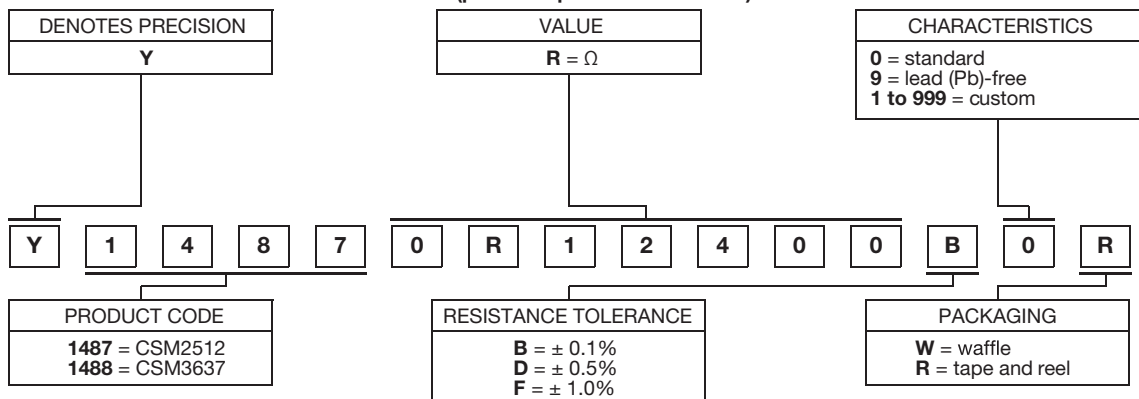 DENOTES PRECISION
Y
VALUE
R = Ω
CHARACTERISTICS
0 = standard
9 = lead (Pb)-free
1 to 999 = custom
Y 1 4 8 7 0 R 1 2 4 0 0 B 0 R
PRODUCT CODE
1487 = CSM2512
1488 = CSM3637
RESISTANCE TOLERANCE
B = ± 0.1%
D = ± 0.5%
F = ± 1.0%
PACKAGING
W = waffle
R = tape and reel